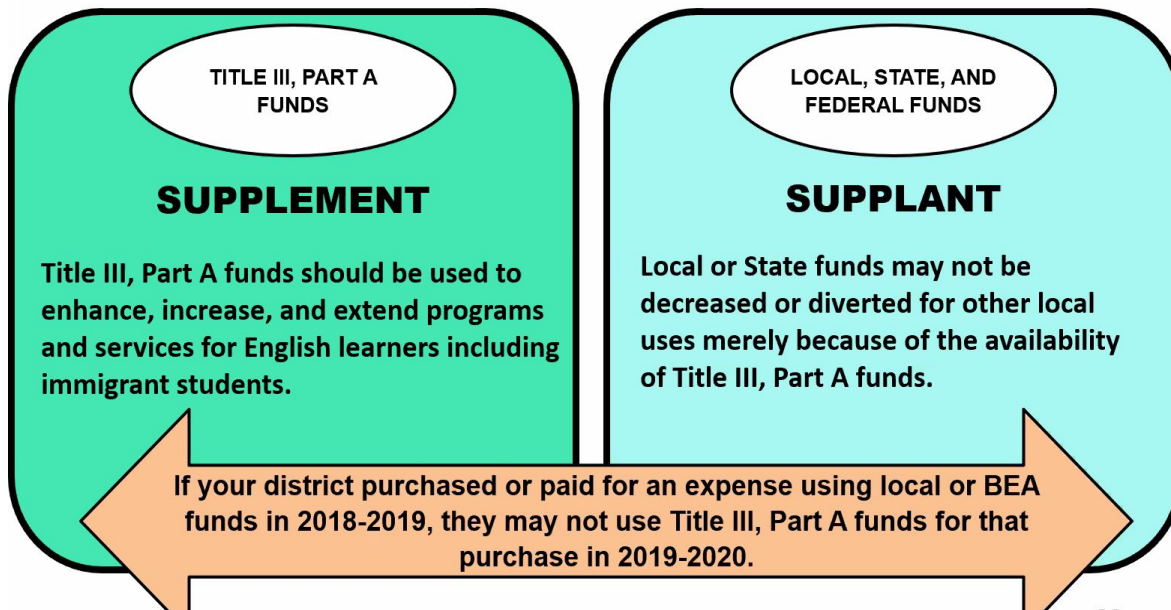 TITLE III, PART A
FUNDS
SUPPLEMENT
Title III, Part A funds should be used to
enhance, increase, and extend programs
and services for English learners including
immigrant students.
LOCAL, STATE, AND
FEDERAL FUNDS
SUPPLANT
Local or State funds may not be
decreased or diverted for other local
uses merely because of the availability
of Title III, Part A funds.
If your district purchased or paid for an expense using local or BEA
funds in 2018-2019, they may not use Title III, Part A funds for that
purchase in 2019-2020.